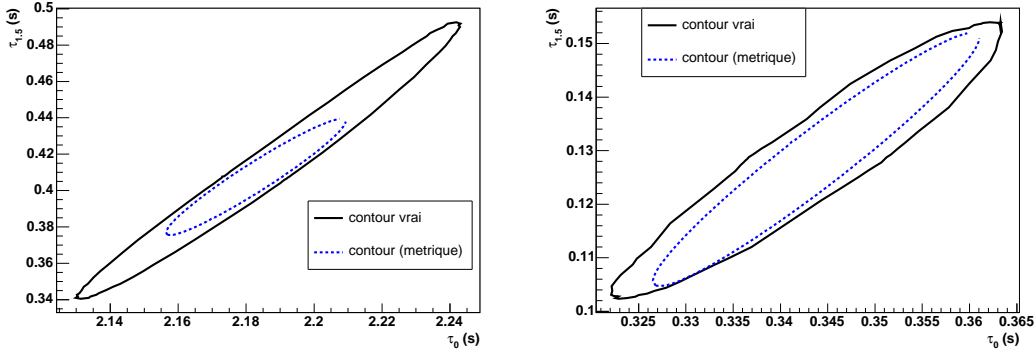 τ1.5 (s)
0.5
0.48
0.46
0.44
0.42
0.4
0.38
0.36
0.34
contour vrai
contour (metrique)
2.14 2.16 2.18 2.2 2.22 2.24
τ0 (s)
τ1.5 (s)
contour vrai
contour (metrique)
0.15
0.14
0.13
0.12
0.11
0.1
0.325 0.33 0.335 0.34 0.345 0.35 0.355 0.36 0.365
τ0 (s)